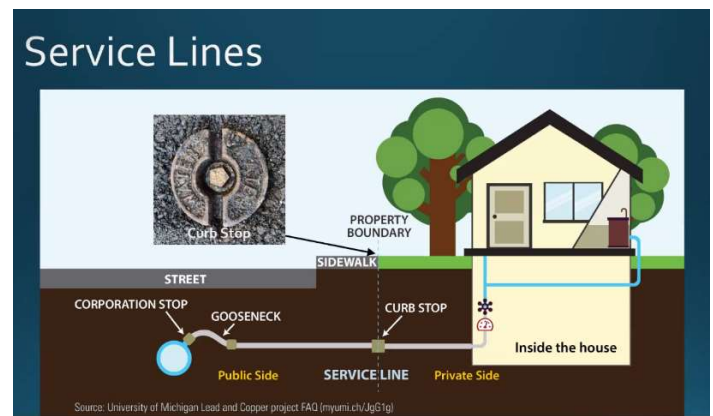 Service Lines
Curb Stop
PROPERTY
BOUNDARY
SIDEWALK
STREET
CORPORATION STOP
GOOSENECK
CURB STOP
Inside the house
Public Side
SERVICE LINE
Private Side
Source: University of Michigan Lead and Copper project FAQ (myumi.ch/JgG1g)